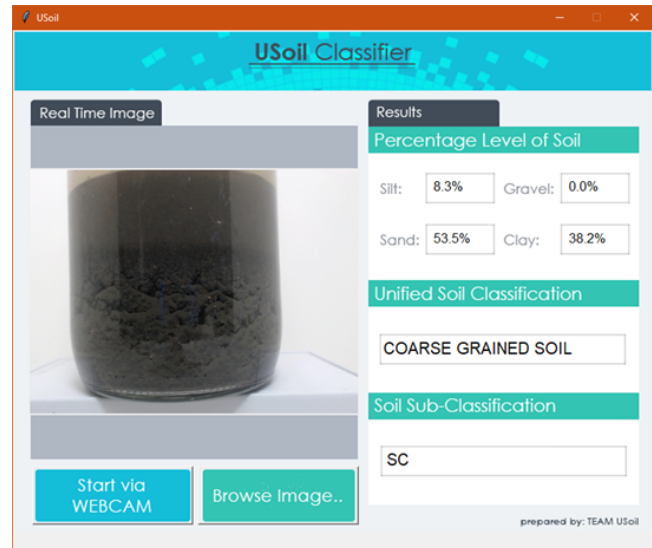 USoil
USoil Classifier
Real Time Image
Results
Percentage Level of Soil
Silt: 8.3% Gravel: 0.0%
Sand: 53.5% Clay: 38.2%
Unified Soil Classification
COARSE GRAINED SOIL
Soil Sub-Classification
SC
Start via
WEBCAM
Browse Image..
prepared by: TEAM USoil